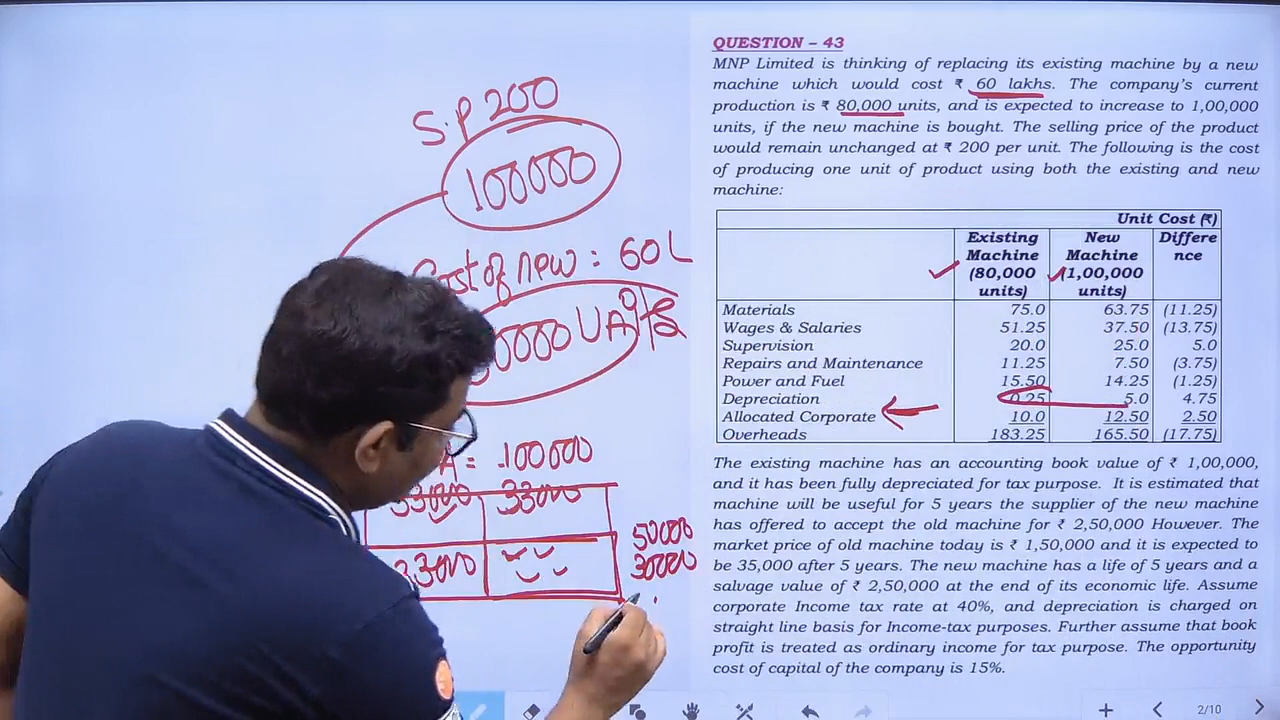 S.P 200
100000
Cost of new : 60 L
0000 UA
A = 100000
33000 33000
33000
50000
30000
QUESTION – 43
MNP Limited is thinking of replacing its existing machine by a new
machine which would cost ₹ 60 lakhs. The company's current
production is ₹ 80,000 units, and is expected to increase to 1,00,000
units, if the new machine is bought. The selling price of the product
would remain unchanged at ₹ 200 per unit. The following is the cost
of producing one unit of product using both the existing and new
machine:
Unit Cost (₹)
Existing Machine (80,000 units) New Machine (1,00,000 units) Differe nce
Materials 75.0 63.75 (11.25)
Wages & Salaries 51.25 37.50 (13.75)
Supervision 20.0 25.0 5.0
Repairs and Maintenance 11.25 7.50 (3.75)
Power and Fuel 15.50 14.25 (1.25)
Depreciation 0.25 5.0 4.75
Allocated Corporate 10.0 12.50 2.50
Overheads 183.25 165.50 (17.75)
The existing machine has an accounting book value of ₹ 1,00,000,
and it has been fully depreciated for tax purpose. It is estimated that
machine will be useful for 5 years the supplier of the new machine
has offered to accept the old machine for ₹ 2,50,000 However. The
market price of old machine today is ₹ 1,50,000 and it is expected to
be 35,000 after 5 years. The new machine has a life of 5 years and a
salvage value of ₹ 2,50,000 at the end of its economic life. Assume
corporate Income tax rate at 40%, and depreciation is charged on
straight line basis for Income-tax purposes. Further assume that book
profit is treated as ordinary income for tax purpose. The opportunity
cost of capital of the company is 15%.
2/10